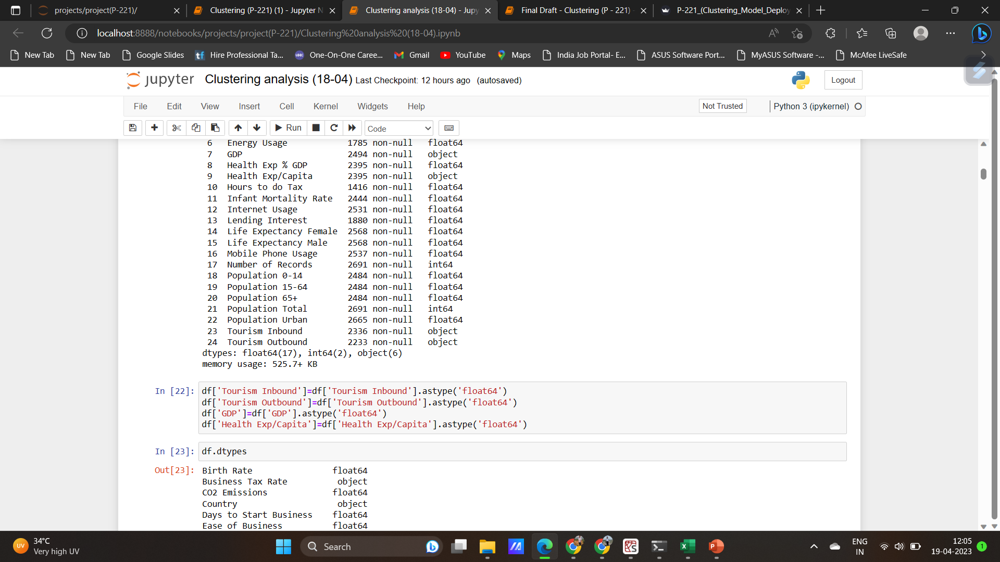 projects/project(P-221)/
Clustering (P-221) (1) - Jupyter N
Clustering analysis (18-04) - Jupy
Final Draft - Clustering (P - 221) -
P-221_(Clustering_Model_Deploy
localhost:8888/notebooks/projects/project(P-221)/Clustering%20analysis%20(18-04).ipynb
New Tab
New Tab
Google Slides
Hire Professional Ta...
One-On-One Caree...
Gmail
YouTube
Maps
India Job Portal- E...
ASUS Software Port...
MyASUS Software -...
McAfee LiveSafe
jupyter Clustering analysis (18-04) Last Checkpoint: 12 hours ago (autosaved)
Logout
File Edit View Insert Cell Kernel Widgets Help
Not Trusted
Python 3 (ipykernel)
Run
Code
6 Energy Usage 1785 non-null float64
7 GDP 2494 non-null object
8 Health Exp % GDP 2395 non-null float64
9 Health Exp/Capita 2395 non-null object
10 Hours to do Tax 1416 non-null float64
11 Infant Mortality Rate 2444 non-null float64
12 Internet Usage 2531 non-null float64
13 Lending Interest 1880 non-null float64
14 Life Expectancy Female 2568 non-null float64
15 Life Expectancy Male 2568 non-null float64
16 Mobile Phone Usage 2537 non-null float64
17 Number of Records 2691 non-null int64
18 Population 0-14 2484 non-null float64
19 Population 15-64 2484 non-null float64
20 Population 65+ 2484 non-null float64
21 Population Total 2691 non-null int64
22 Population Urban 2665 non-null float64
23 Tourism Inbound 2336 non-null object
24 Tourism Outbound 2233 non-null object
dtypes: float64(17), int64(2), object(6)
memory usage: 525.7+ KB
In [22]: df['Tourism Inbound']=df['Tourism Inbound'].astype('float64')
df['Tourism Outbound']=df['Tourism Outbound'].astype('float64')
df['GDP']=df['GDP'].astype('float64')
df['Health Exp/Capita']=df['Health Exp/Capita'].astype('float64')
In [23]: df.dtypes
Out[23]: Birth Rate float64
Business Tax Rate object
CO2 Emissions float64
Country object
Days to Start Business float64
Ease of Business float64
UV
34°C
Very high UV
Search
ENG
IN
12:05
19-04-2023
1